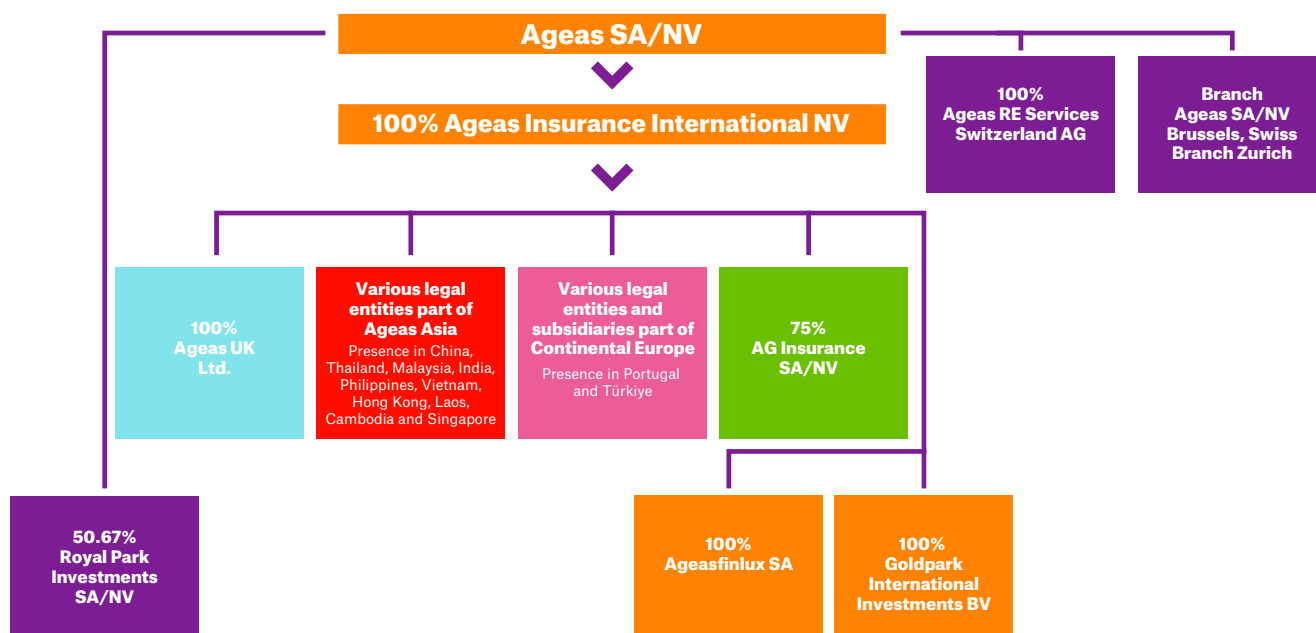 Ageas SA/NV
100% Ageas Insurance International NV
100%
Ageas RE Services
Switzerland AG
Branch
Ageas SA/NV
Brussels, Swiss
Branch Zurich
100%
Ageas UK
Ltd.
Various legal
entities part of
Ageas Asia
Presence in China,
Thailand, Malaysia, India,
Philippines, Vietnam,
Hong Kong, Laos,
Cambodia and Singapore
Various legal
entities and
subsidiaries part of
Continental Europe
Presence in Portugal
and Türkiye
75%
AG Insurance
SA/NV
50.67%
Royal Park
Investments
SA/NV
100%
Ageasfinlux SA
100%
Goldpark
International
Investments BV